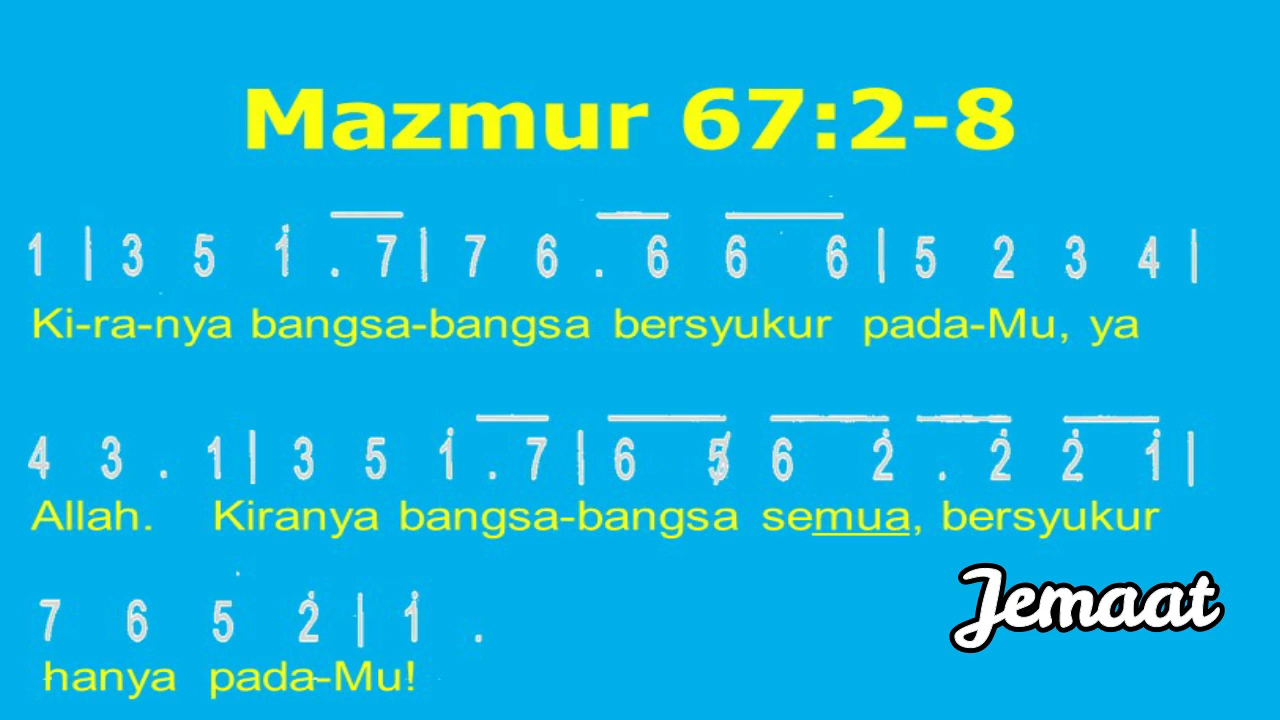 Mazmur 67:2-8
1 | 3 5 1̇ . 7 | 7 6 . 6 6 6 | 5 2 3 4 |
Ki-ra-nya bangsa-bangsa bersyukur pada-Mu, ya
4 3 . 1 | 3 5 1̇ . 7 | 6 5̸ 6 2̇ . 2̇ 2̇ 1̇ |
Allah. Kiranya bangsa-bangsa semua, bersyukur
7 6 5 2̇ | 1̇ .
hanya pada-Mu!
Jemaat